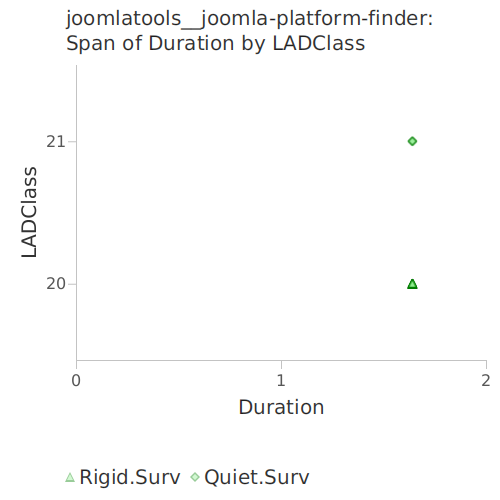 joomlatools__joomla-platform-finder:
Span of Duration by LADClass
21
20
LADClass
0 1 2
Duration
Rigid.Surv Quiet.Surv